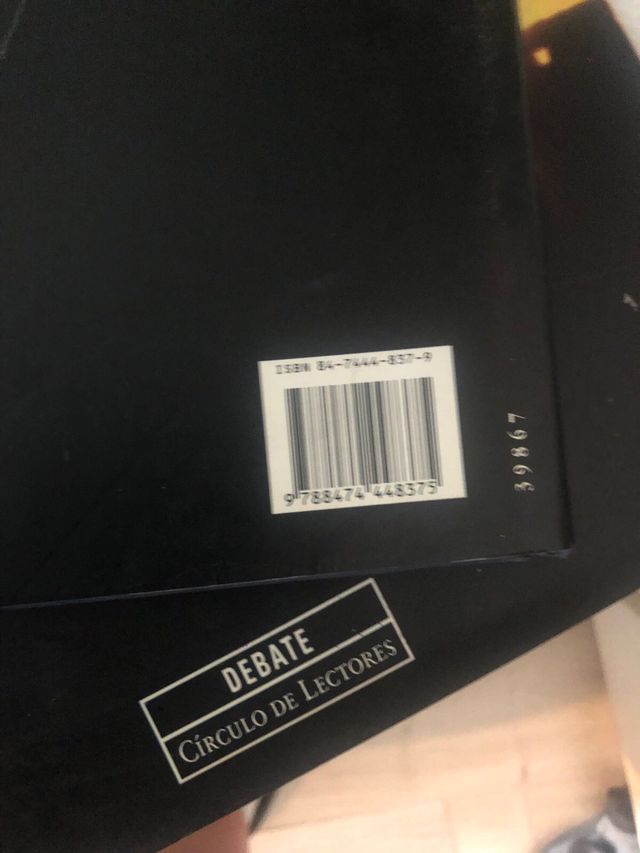 ISBN 84-7444-837-9
9 788474 448375
39867
DEBATE
CÍRCULO DE LECTORES